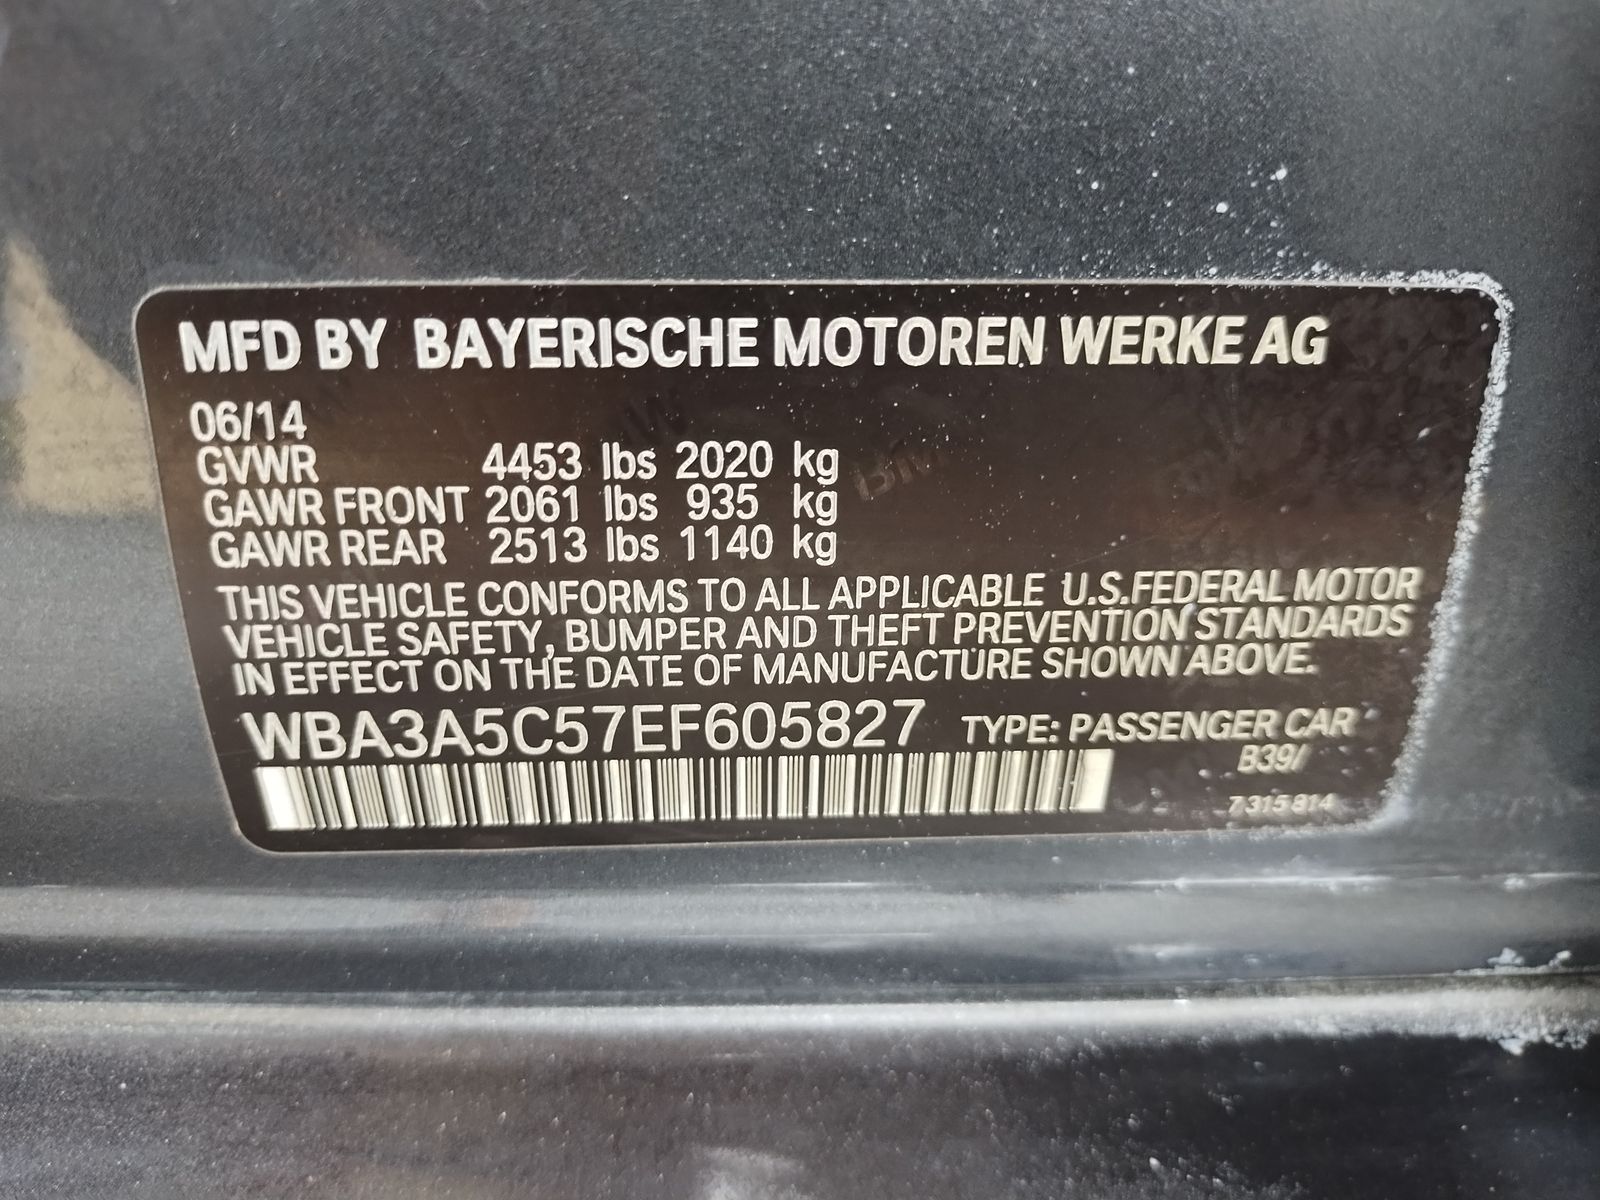 MFD BY BAYERISCHE MOTOREN WERKE AG
06/14
GVWR 4453 lbs 2020 kg
GAWR FRONT 2061 lbs 935 kg
GAWR REAR 2513 lbs 1140 kg
THIS VEHICLE CONFORMS TO ALL APPLICABLE U.S.FEDERAL MOTOR
VEHICLE SAFETY, BUMPER AND THEFT PREVENTION STANDARDS
IN EFFECT ON THE DATE OF MANUFACTURE SHOWN ABOVE.
WBA3A5C57EF605827 TYPE: PASSENGER CAR
B39/
7 315 814